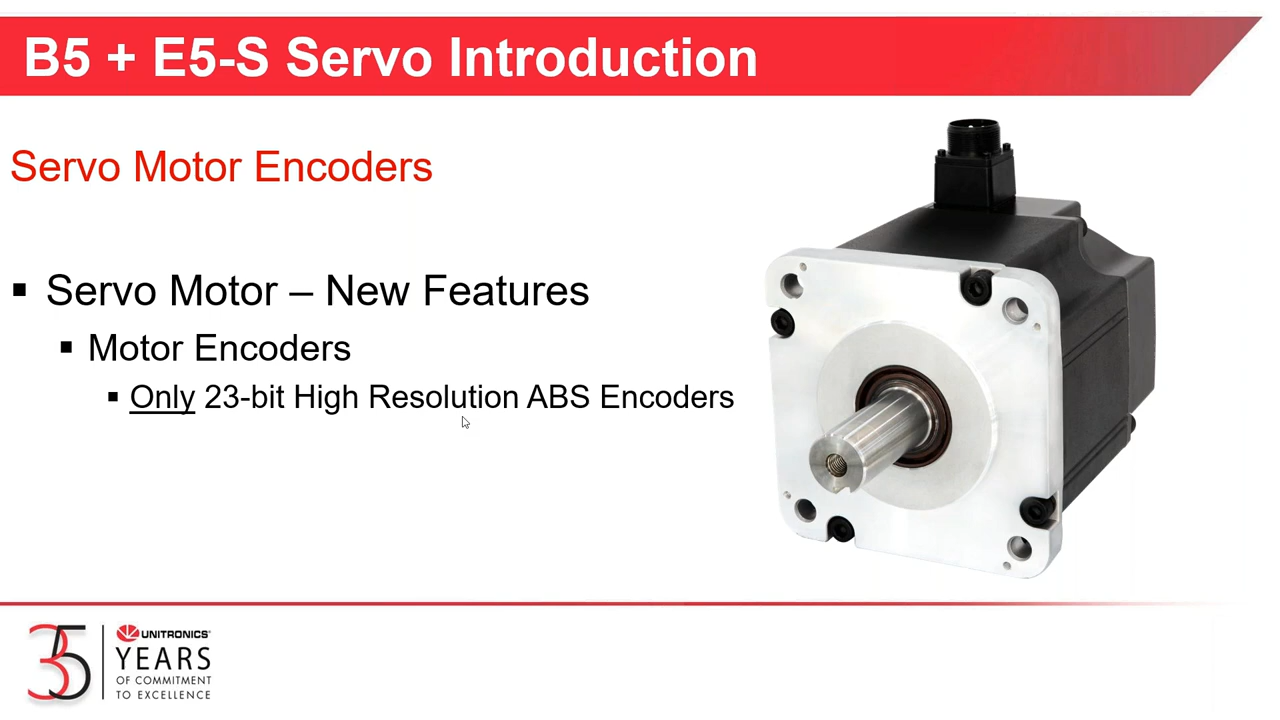 B5 + E5-S Servo Introduction
Servo Motor Encoders
Servo Motor – New Features
Motor Encoders
Only 23-bit High Resolution ABS Encoders
35
UNITRONICS®
YEARS
OF COMMITMENT
TO EXCELLENCE